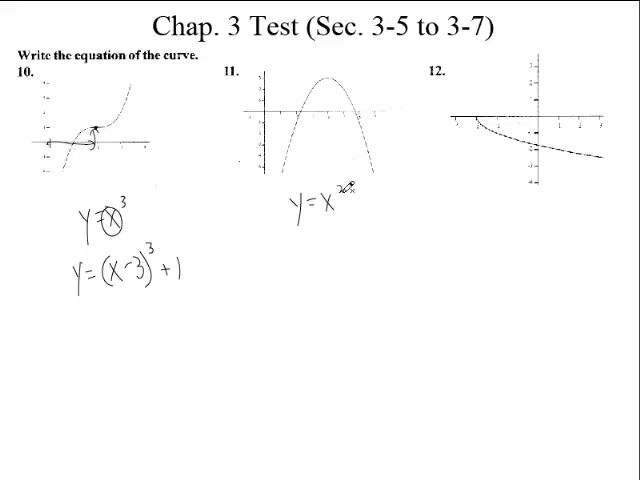 Chap. 3 Test (Sec. 3-5 to 3-7)
Write the equation of the curve.
10.
11.
12.
y=x³
y=(x-3)³+1
y=x²